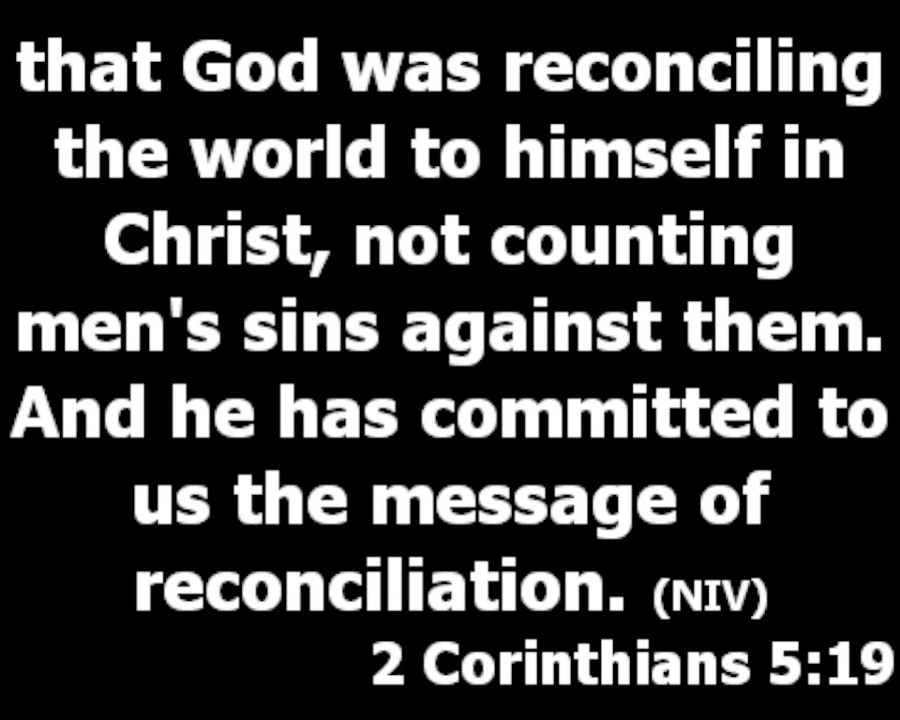 that God was reconciling
the world to himself in
Christ, not counting
men's sins against them.
And he has committed to
us the message of
reconciliation. (NIV)
2 Corinthians 5:19